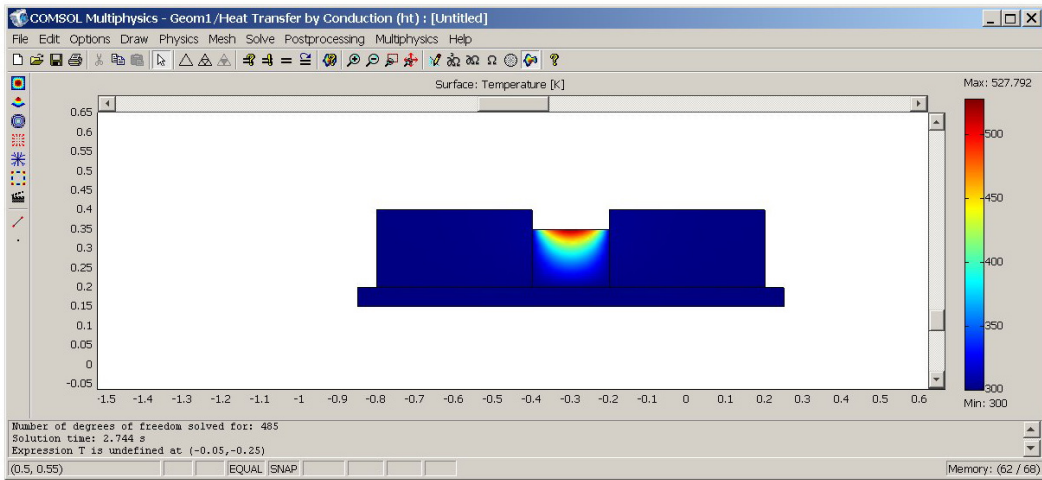 COMSOL Multiphysics - Geom1/Heat Transfer by Conduction (ht) : [Untitled]
File Edit Options Draw Physics Mesh Solve Postprocessing Multiphysics Help
Surface: Temperature [K]
Max: 527.792
0.65
0.6
0.55
0.5
0.45
0.4
0.35
0.3
0.25
0.2
0.15
0.1
0.05
0
-0.05
500
450
400
350
300
-1.5 -1.4 -1.3 -1.2 -1.1 -1 -0.9 -0.8 -0.7 -0.6 -0.5 -0.4 -0.3 -0.2 -0.1 0 0.1 0.2 0.3 0.4 0.5 0.6
Min: 300
Number of degrees of freedom solved for: 485
Solution time: 2.744 s
Expression T is undefined at (-0.05,-0.25)
(0.5, 0.55) EQUAL SNAP Memory: (62 / 68)